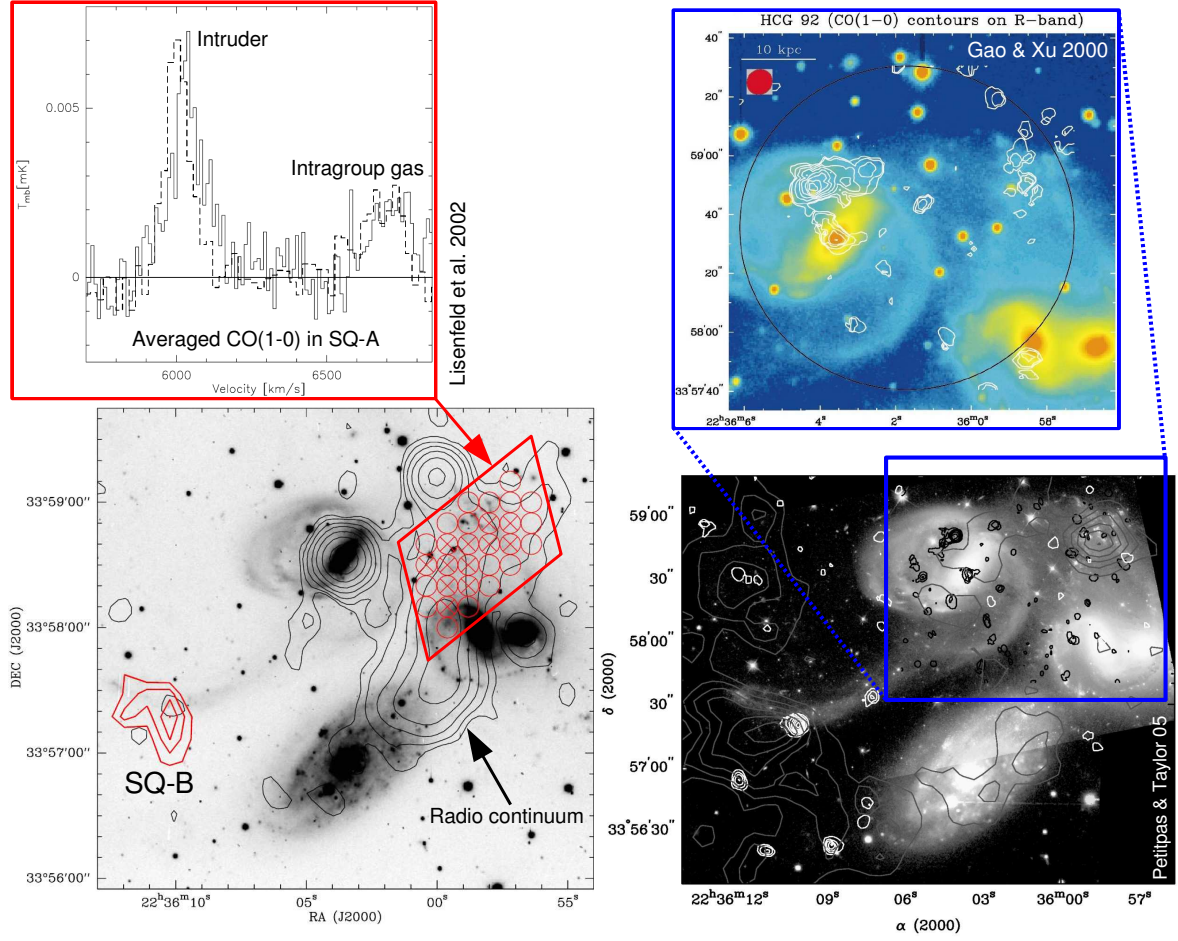 Intruder
Intragroup gas
0.005
0
T_mb[mK]
Averaged CO(1-0) in SQ-A
6000
6500
Velocity [km/s]
Lisenfeld et al. 2002
HCG 92 (CO(1-0) contours on R-band)
Gao & Xu 2000
10 kpc
40″
20″
59′00″
40″
20″
58′00″
33°57′40″
22ʰ36ᵐ6ˢ
4ˢ
2ˢ
36ᵐ0ˢ
58ˢ
33°59′00″
33°58′00″
33°57′00″
33°56′00″
DEC (J2000)
SQ-B
Radio continuum
22ʰ36ᵐ10ˢ
05ˢ
00ˢ
55ˢ
RA (J2000)
59′00″
30″
58′00″
30″
57′00″
33°56′30″
δ (2000)
Petitpas & Taylor 05
22ʰ36ᵐ12ˢ
09ˢ
06ˢ
03ˢ
36ᵐ00ˢ
57ˢ
α (2000)